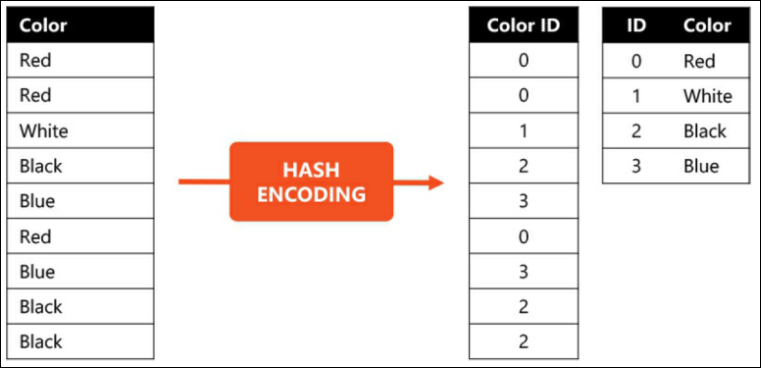 Color
Red
Red
White
Black
Blue
Red
Blue
Black
Black
HASH
ENCODING
Color ID
0
0
1
2
3
0
3
2
2
ID Color
0 Red
1 White
2 Black
3 Blue